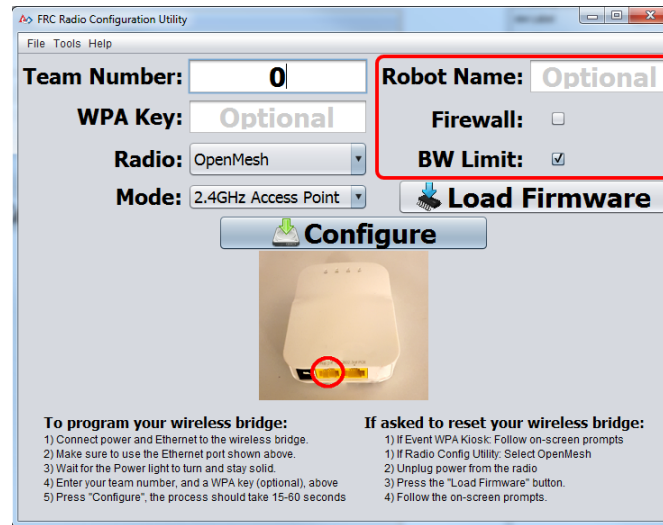 FRC Radio Configuration Utility
File Tools Help
Team Number: 0
WPA Key: Optional
Radio: OpenMesh
Mode: 2.4GHz Access Point
Robot Name: Optional
Firewall:
BW Limit:
Load Firmware
Configure
To program your wireless bridge:
1) Connect power and Ethernet to the wireless bridge.
2) Make sure to use the Ethernet port shown above.
3) Wait for the Power light to turn and stay solid.
4) Enter your team number, and a WPA key (optional), above
5) Press "Configure", the process should take 15-60 seconds
If asked to reset your wireless bridge:
1) If Event WPA Kiosk: Follow on-screen prompts
1) If Radio Config Utility: Select OpenMesh
2) Unplug power from the radio
3) Press the "Load Firmware" button.
4) Follow the on-screen prompts.